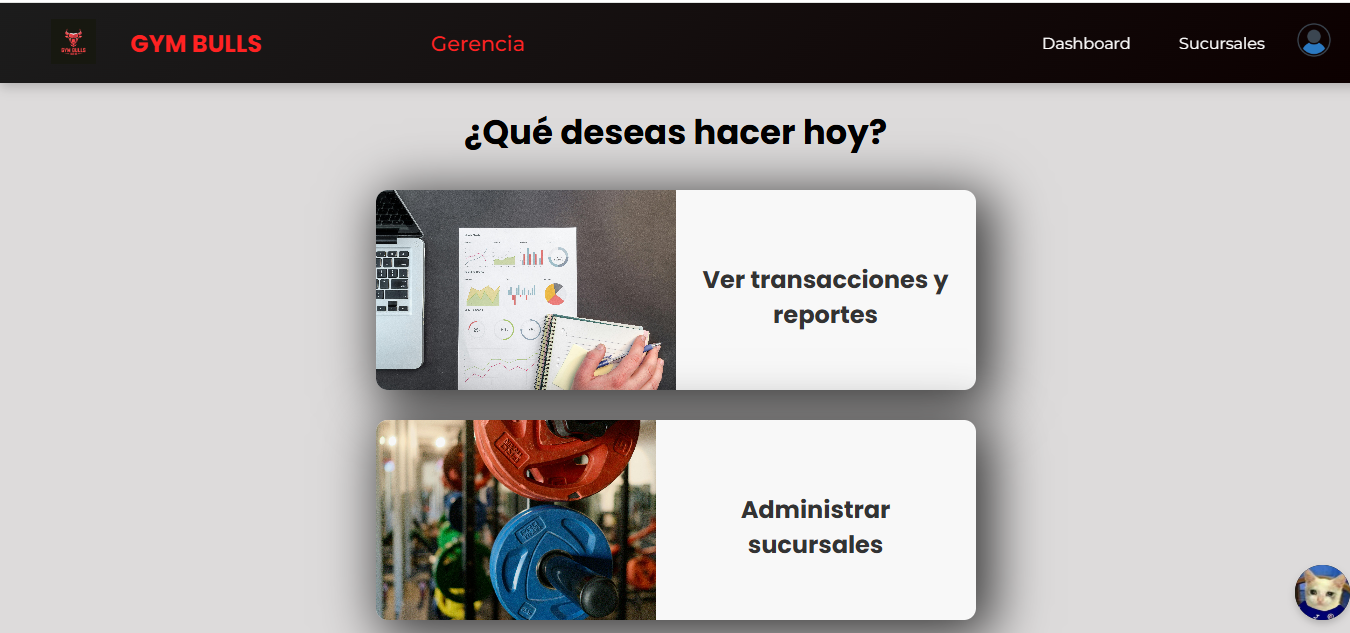 GYM BULLS
GYM BULLS
Gerencia
Dashboard
Sucursales
¿Qué deseas hacer hoy?
Ver transacciones y
reportes
Administrar
sucursales